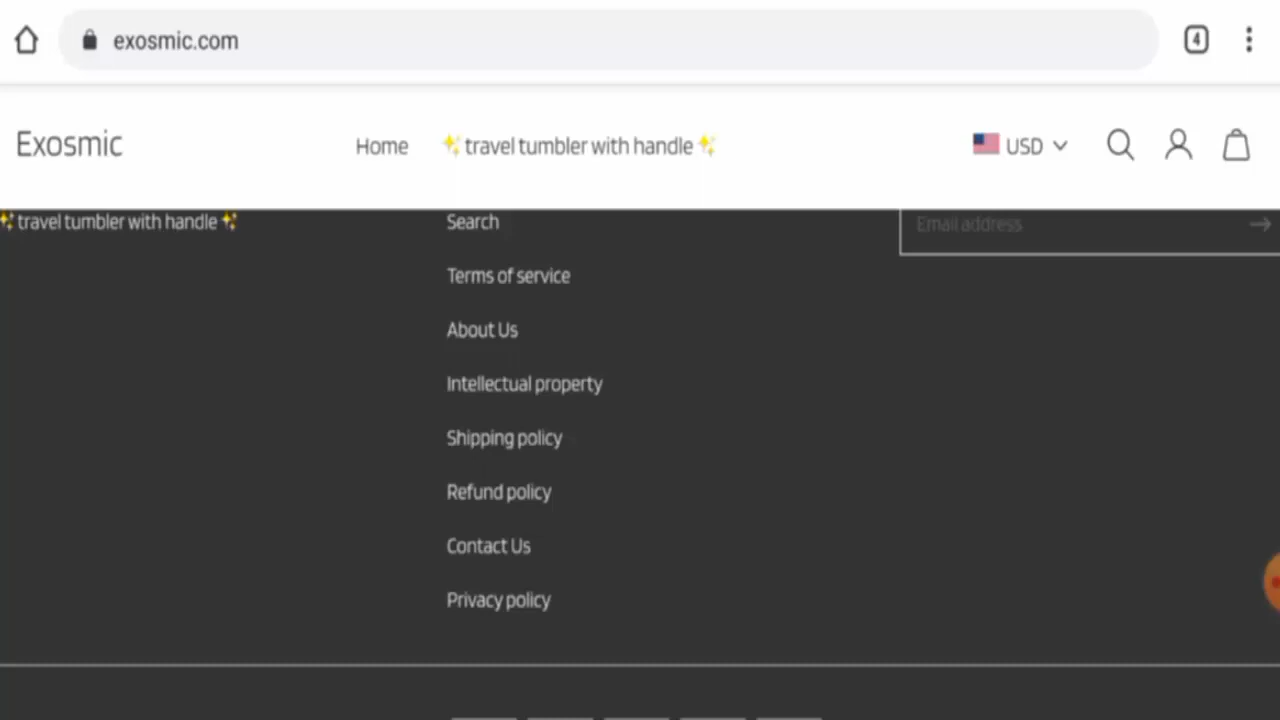 4
exosmic.com
Exosmic
Home
✨travel tumbler with handle✨
USD
✨travel tumbler with handle✨
Search
Email address
Terms of service
About Us
Intellectual property
Shipping policy
Refund policy
Contact Us
Privacy policy